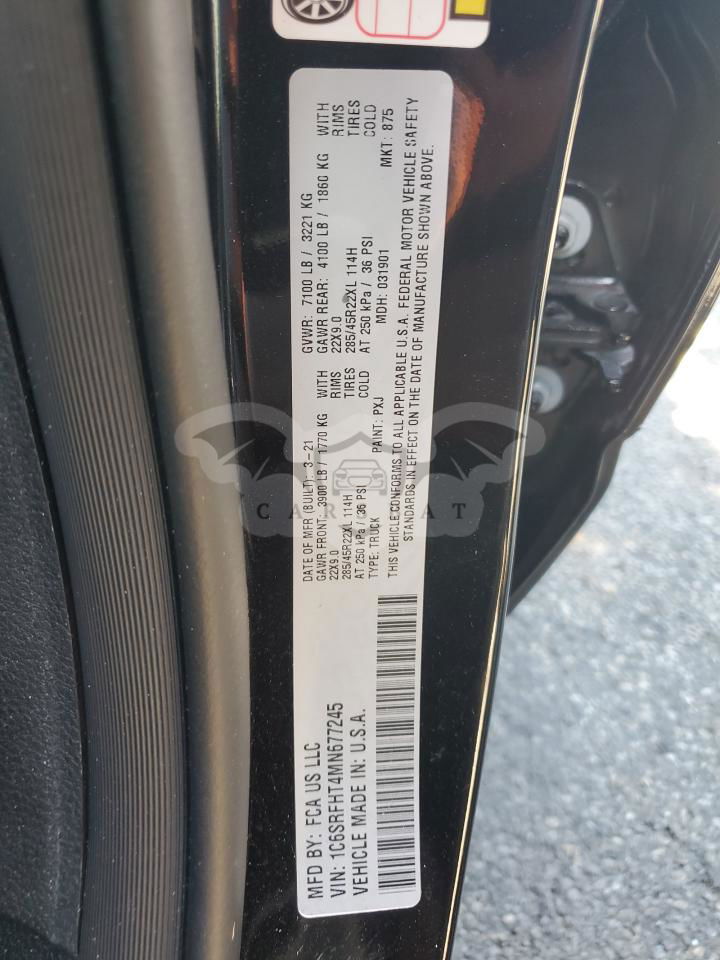 MFD BY: FCA US LLC
VIN: 1C6SRFHT4MN677245
VEHICLE MADE IN: U.S.A.
DATE OF MFR (BUILT): 3-21
GAWR FRONT: 3900 LB / 1770 KG WITH
22X9.0 RIMS
285/45R22XL 114H TIRES
AT 250 kPa / 36 PSI COLD
TYPE: TRUCK PAINT: PXJ
GVWR: 7100 LB / 3221 KG
GAWR REAR: 4100 LB / 1860 KG WITH
22X9.0 RIMS
285/45R22XL 114H TIRES
AT 250 kPa / 36 PSI COLD
MDH: 031901 MKT: 875
THIS VEHICLE CONFORMS TO ALL APPLICABLE U.S.A. FEDERAL MOTOR VEHICLE SAFETY
STANDARDS IN EFFECT ON THE DATE OF MANUFACTURE SHOWN ABOVE.